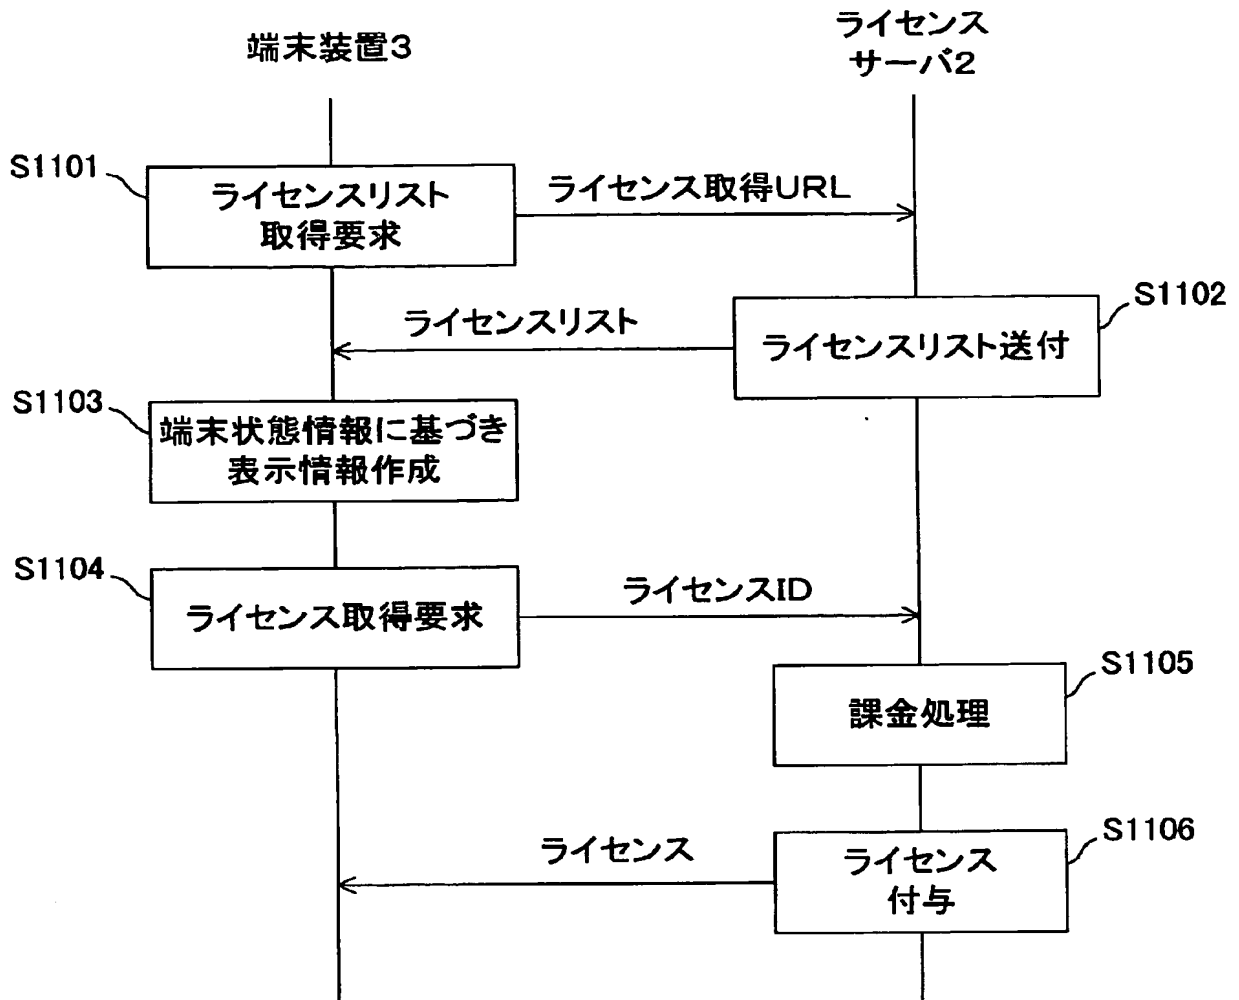 端末装置3
ライセンス
サーバ2
S1101
ライセンスリスト
取得要求
ライセンス取得URL
S1102
ライセンスリスト送付
ライセンスリスト
S1103
端末状態情報に基づき
表示情報作成
S1104
ライセンス取得要求
ライセンスID
S1105
課金処理
S1106
ライセンス
付与
ライセンス